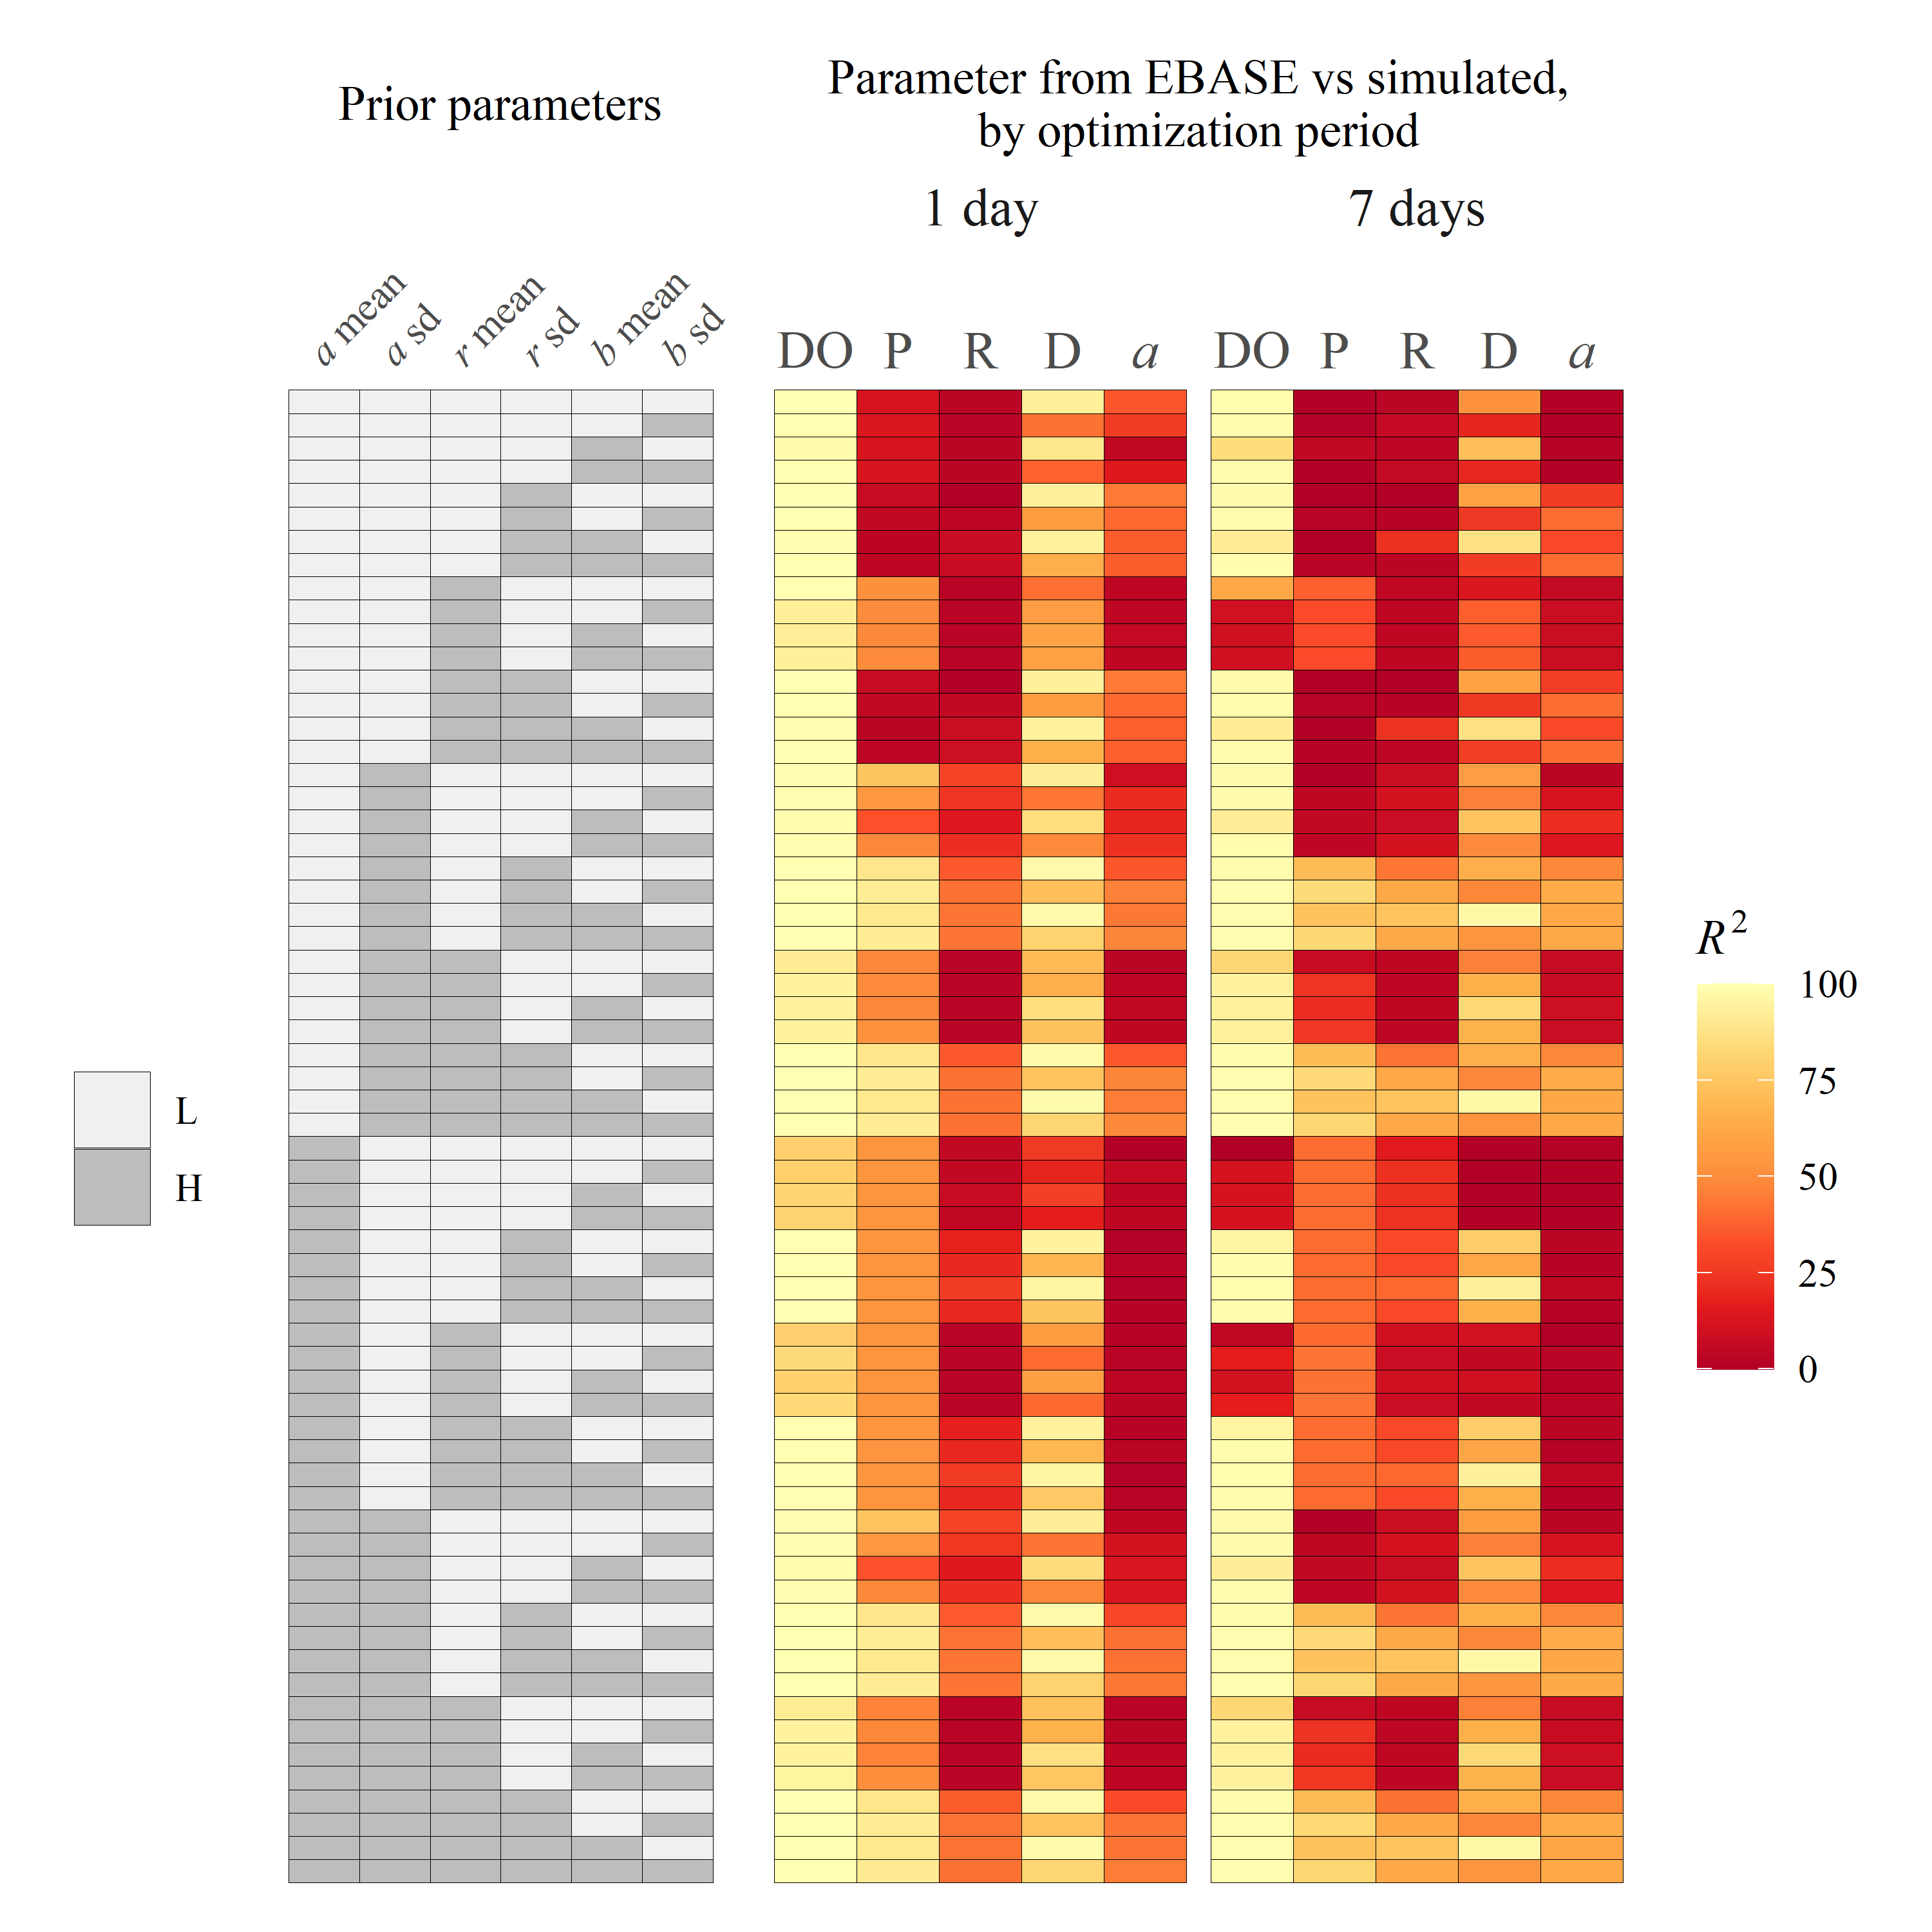 Prior parameters
Parameter from EBASE vs simulated,
by optimization period
1 day
7 days
a mean
a sd
r mean
r sd
b mean
b sd
DO P R D a
DO P R D a
L
H
R²
100
75
50
25
0